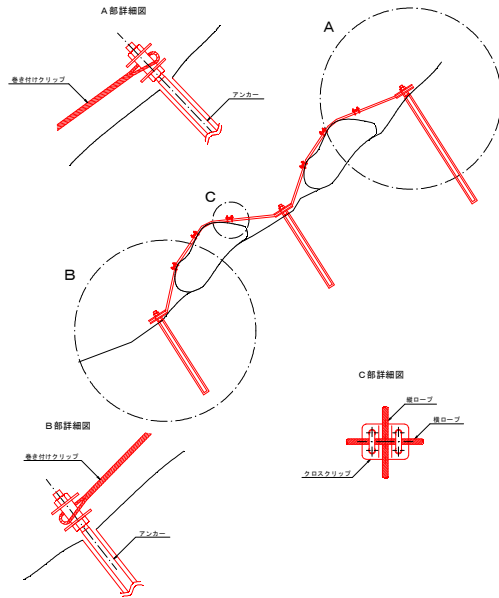 A部詳細図
巻き付けクリップ
アンカー
A
C
B
B部詳細図
巻き付けクリップ
アンカー
C部詳細図
縦ロープ
横ロープ
クロスクリップ